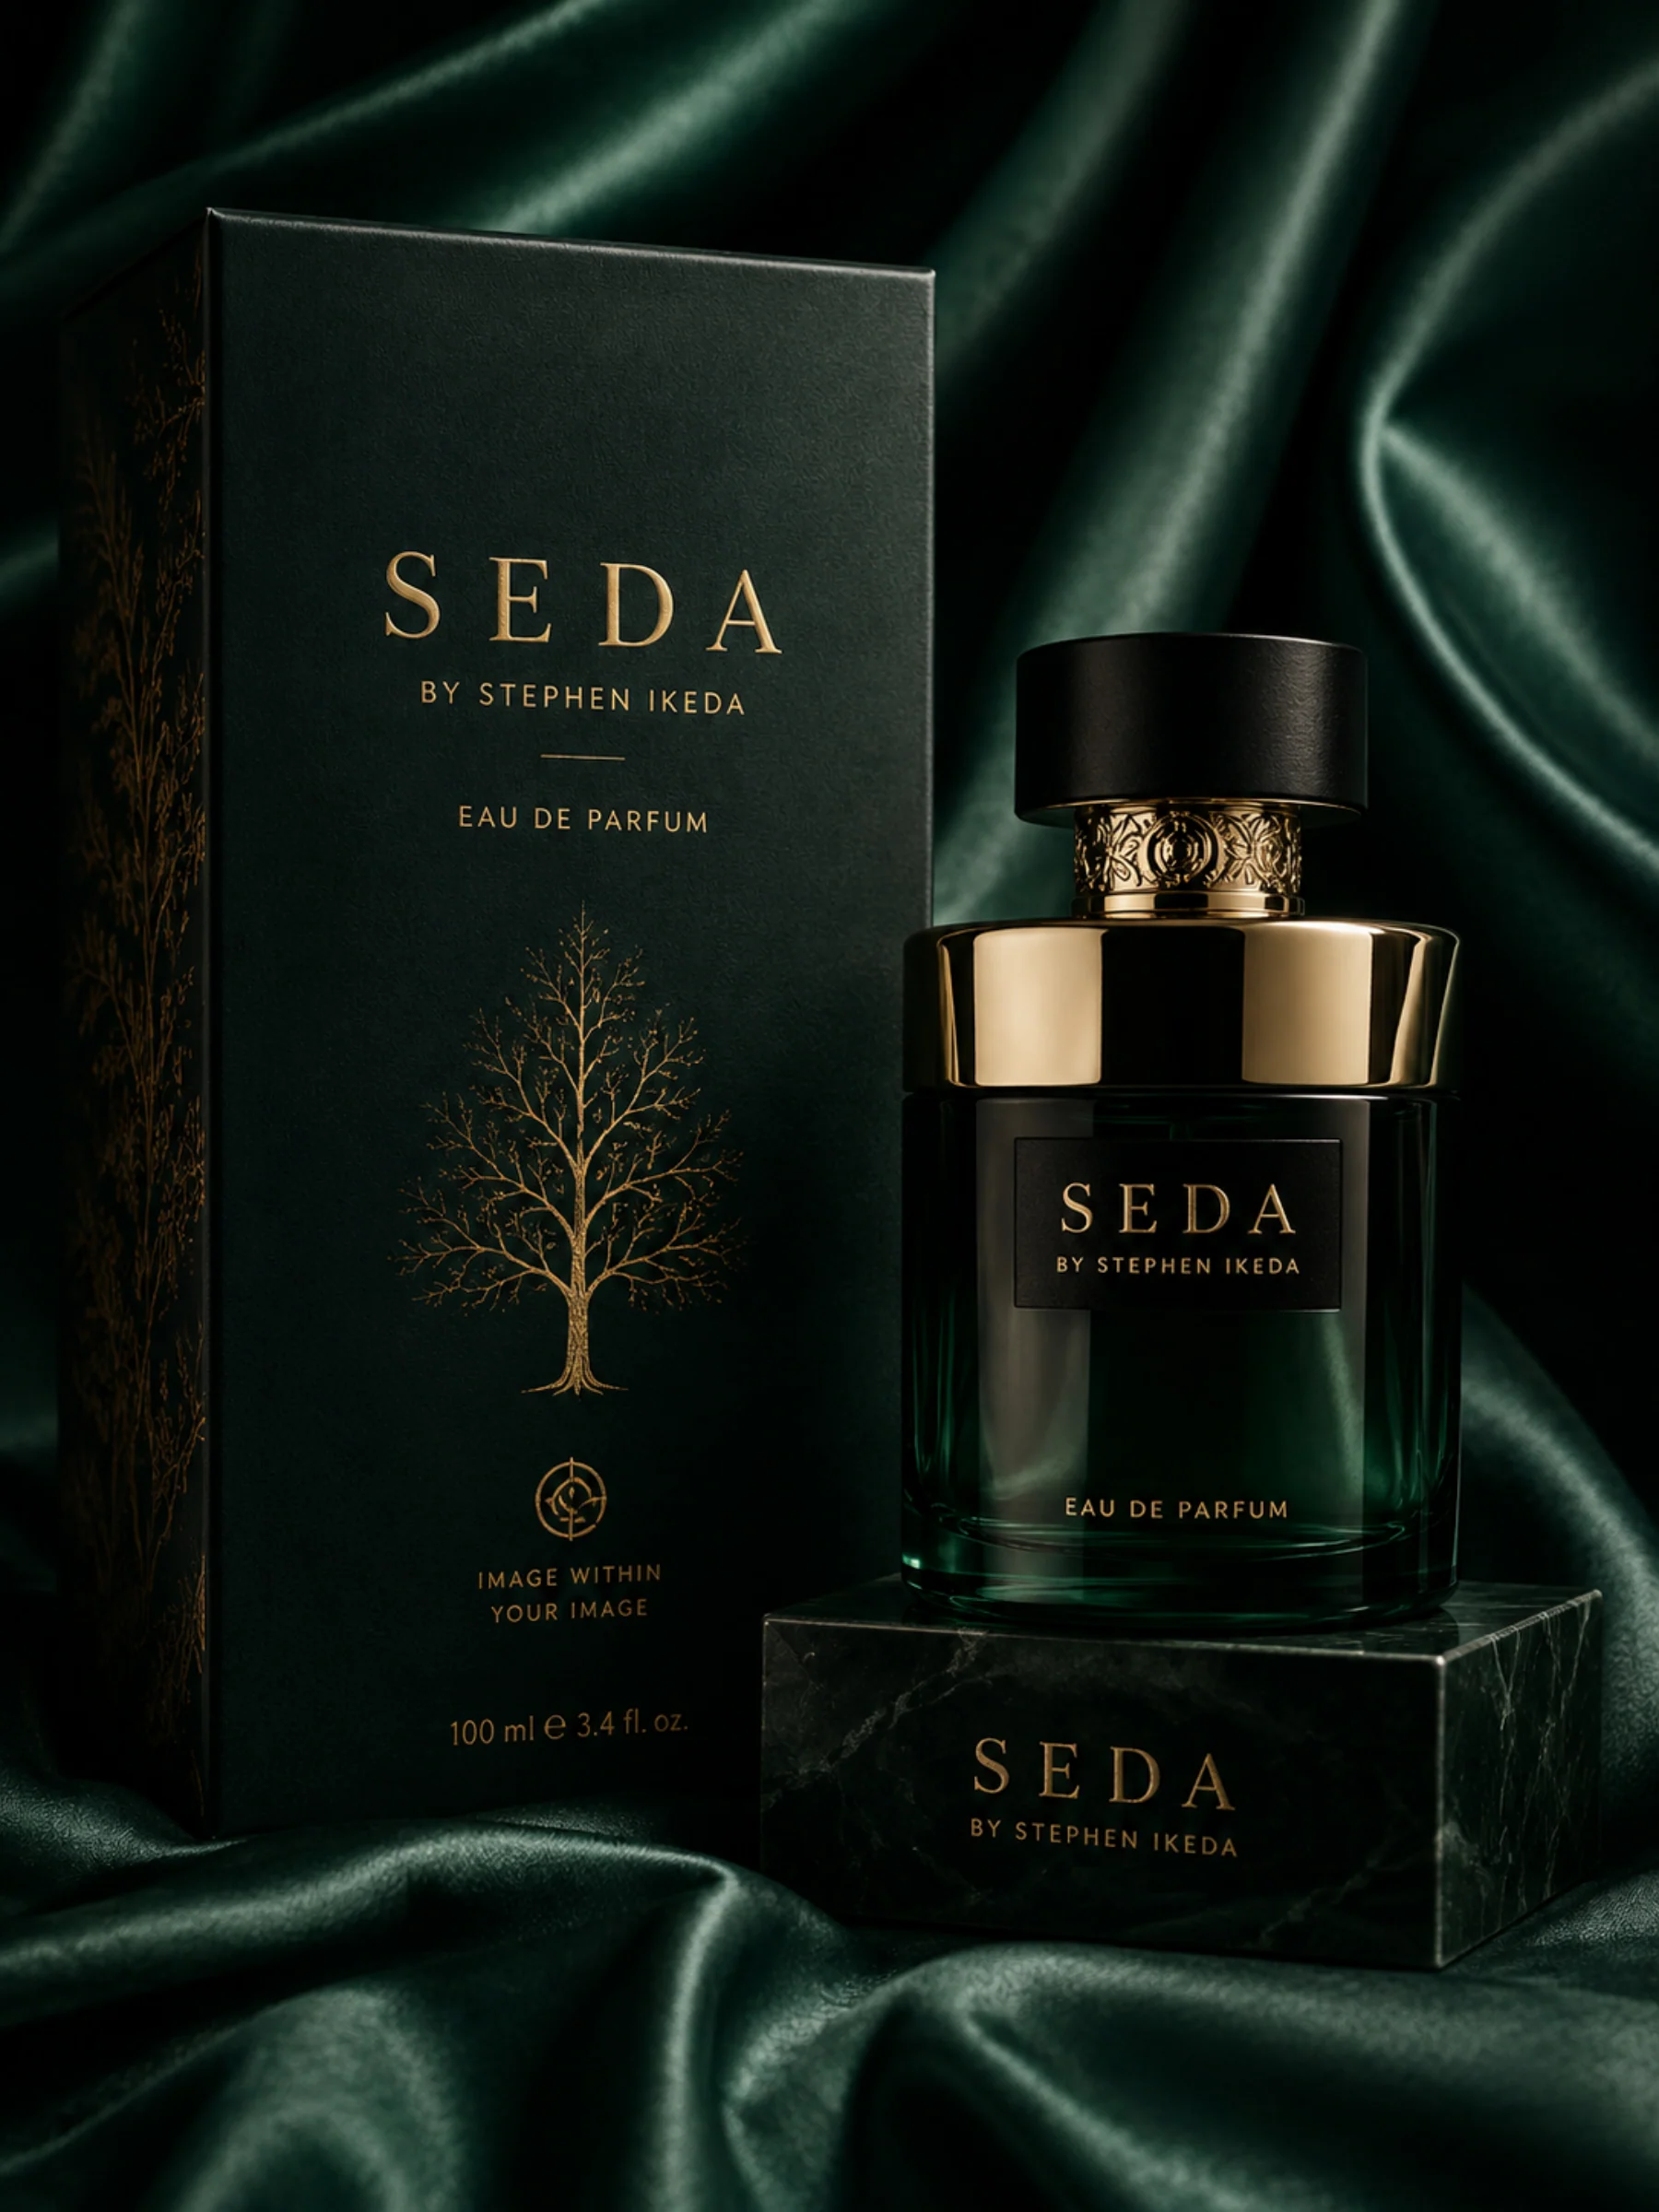 SEDA
BY STEPHEN IKEDA
EAU DE PARFUM
IMAGE WITHIN
YOUR IMAGE
100 ml ℮ 3.4 fl. oz.
SEDA
BY STEPHEN IKEDA
EAU DE PARFUM
SEDA
BY STEPHEN IKEDA